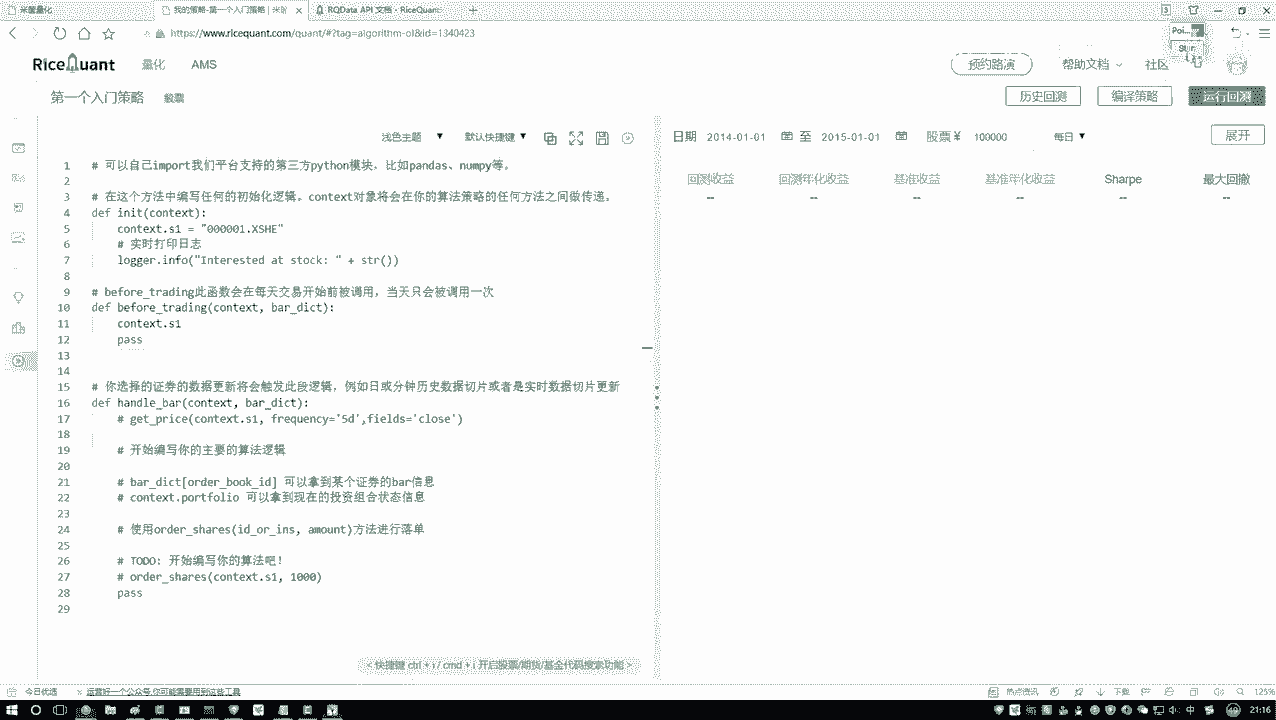 米筐量化
我的策略-第一个入门策略 | 米
RQData API 文档 - RiceQuant
https://www.ricequant.com/quant/#?tag=algorithm-ol&id=1340423
RiceQuant
量化
AMS
预约路演
帮助文档
社区
第一个入门策略
股票
历史回测
编译策略
运行回测
浅色主题
默认快捷键
日期 2014-01-01 至 2015-01-01 股票¥ 100000 每日
展开
回测收益 回测年化收益 基准收益 基准年化收益 Sharpe 最大回撤
-- -- -- -- -- --
1 # 可以自己import我们平台支持的第三方python模块，比如pandas、numpy等。
2
3 # 在这个方法中编写任何的初始化逻辑。context对象将会在你的算法策略的任何方法之间做传递。
4 def init(context):
5 context.s1 = "000001.XSHE"
6 # 实时打印日志
7 logger.info("Interested at stock: " + str())
8
9 # before_trading此函数会在每天交易开始前被调用，当天只会被调用一次
10 def before_trading(context, bar_dict):
11 context.s1
12 pass
13
14
15 # 你选择的证券的数据更新将会触发此段逻辑，例如日或分钟历史数据切片或者是实时数据切片更新
16 def handle_bar(context, bar_dict):
17 # get_price(context.s1, frequency='5d',fields='close')
18
19 # 开始编写你的主要的算法逻辑
20
21 # bar_dict[order_book_id] 可以拿到某个证券的bar信息
22 # context.portfolio 可以拿到现在的投资组合状态信息
23
24 # 使用order_shares(id_or_ins, amount)方法进行落单
25
26 # TODO: 开始编写你的算法吧！
27 # order_shares(context.s1, 1000)
28 pass
29
< 快捷键 ctrl + i / cmd + i 开启股票/期货/基金代码搜索功能 >
今日优选
运营好一个公众号,你可能需要用到这些工具
热点资讯
下载
125%
中
21:16